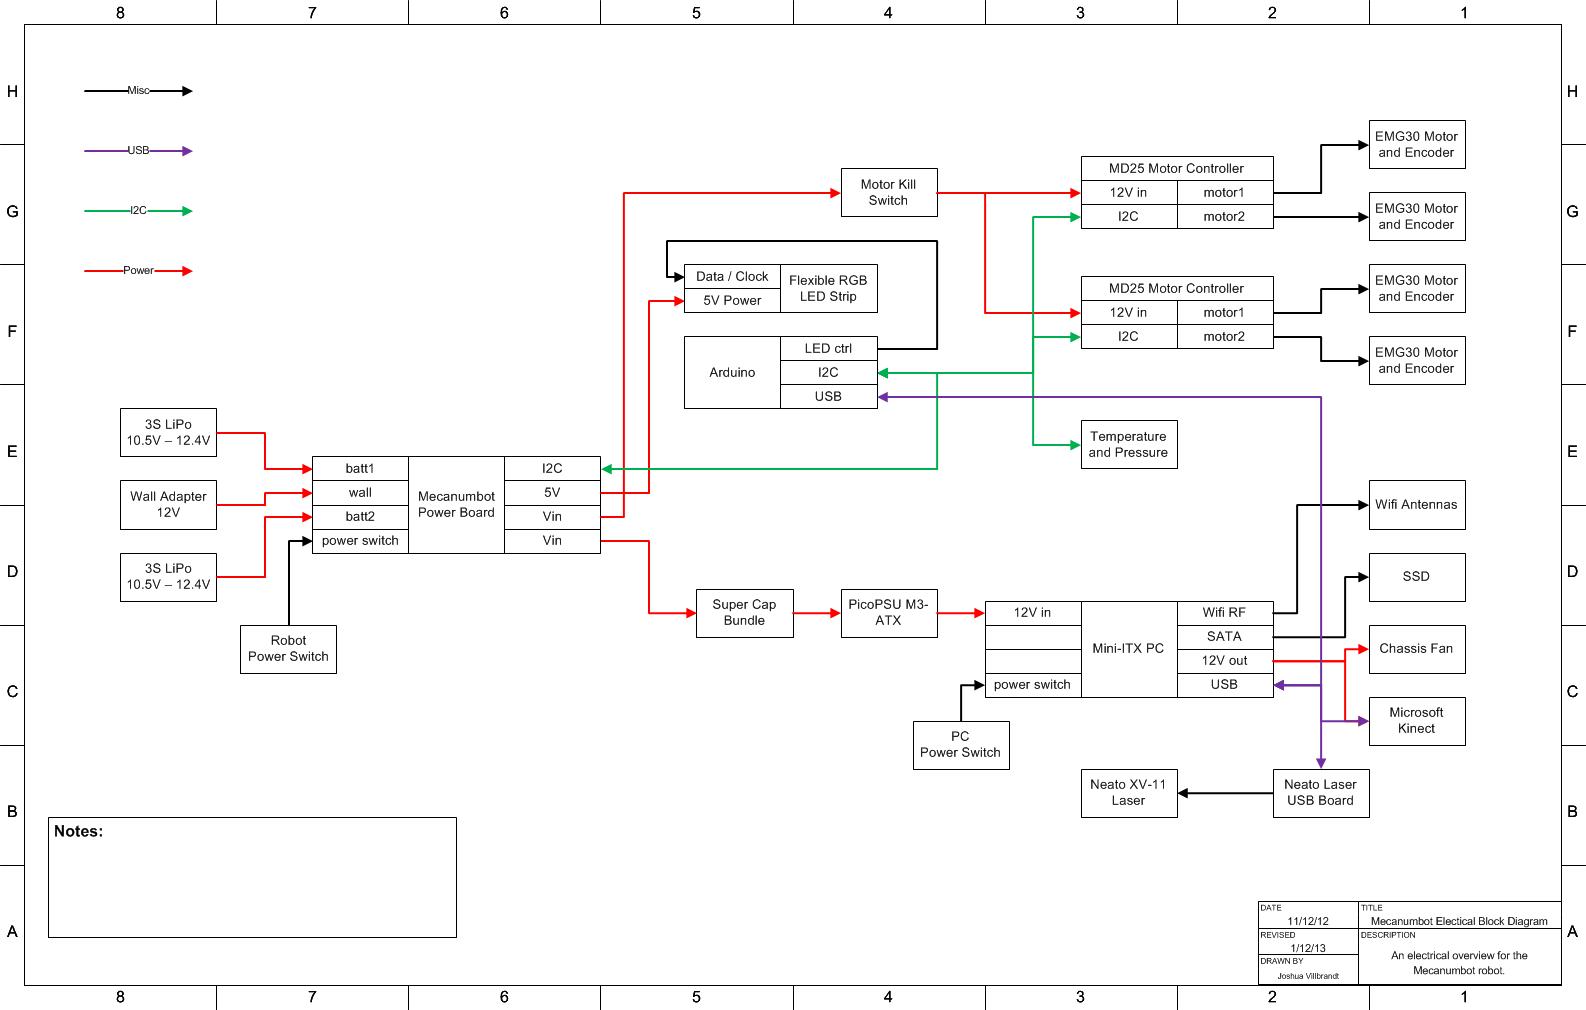 8 7 6 5 4 3 2 1
H
G
F
E
D
C
B
A
Misc
USB
I2C
Power
Motor Kill
Switch
MD25 Motor Controller
12V in
motor1
I2C
motor2
EMG30 Motor
and Encoder
EMG30 Motor
and Encoder
Data / Clock
5V Power
Flexible RGB
LED Strip
MD25 Motor Controller
12V in
motor1
I2C
motor2
EMG30 Motor
and Encoder
EMG30 Motor
and Encoder
Arduino
LED ctrl
I2C
USB
3S LiPo
10.5V – 12.4V
Wall Adapter
12V
3S LiPo
10.5V – 12.4V
batt1
wall
batt2
power switch
Mecanumbot
Power Board
I2C
5V
Vin
Vin
Temperature
and Pressure
Robot
Power Switch
Super Cap
Bundle
PicoPSU M3-
ATX
12V in
power switch
Mini-ITX PC
Wifi RF
SATA
12V out
USB
Wifi Antennas
SSD
Chassis Fan
Microsoft
Kinect
PC
Power Switch
Neato XV-11
Laser
Neato Laser
USB Board
Notes:
DATE
11/12/12
REVISED
1/12/13
DRAWN BY
Joshua Villbrandt
TITLE
Mecanumbot Electical Block Diagram
DESCRIPTION
An electrical overview for the
Mecanumbot robot.
H
G
F
E
D
C
B
A
8 7 6 5 4 3 2 1